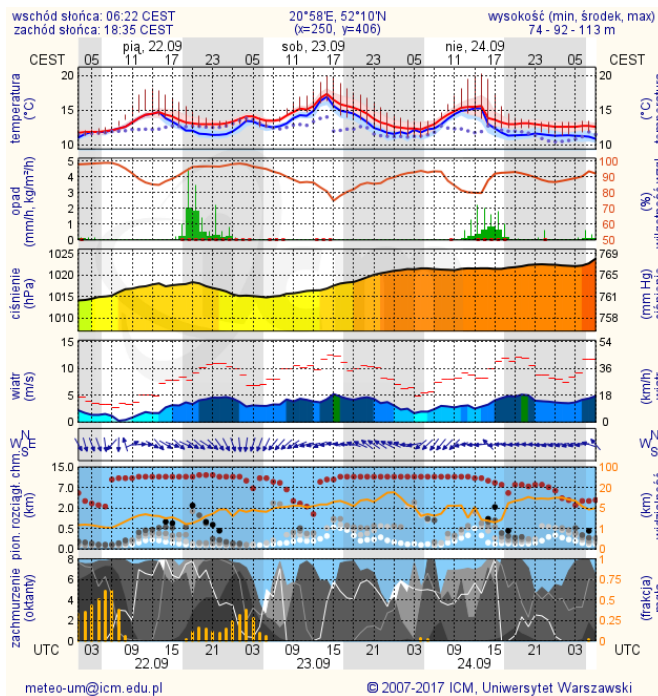 wschód słońca: 06:22 CEST
20°58'E, 52°10'N
wysokość (min, środek, max)
zachód słońca: 18:35 CEST
(x=250, y=406)
74 - 92 - 113 m
pią, 22.09
sob, 23.09
nie, 24.09
CEST 05 11 17 23 05 11 17 23 05 11 17 23 CEST
temperatura
(°C)
20
15
10
20
15
10
(°C)
opad
(mm/h, kg/m²/h)
5
4
3
2
1
0
100
90
80
70
60
50
(%)
ciśnienie
(hPa)
1025
1020
1015
1010
769
765
761
758
(mm Hg)
wiatr
(m/s)
15
10
5
0
54
36
18
0
(km/h)
N
W E
S
N
W
S
pion. rozciągł. chm.
(km)
15.0
7.0
2.0
0.5
0.0
100
20
5
1
0
(km)
zachmurzenie
(oktanty)
8
6
4
2
0
1
0.75
0.5
0.25
0
(frakcja)
UTC 03 09 15 21 03 09 15 21 03 09 15 21 UTC
22.09
23.09
24.09
meteo-um@icm.edu.pl
© 2007-2017 ICM, Uniwersytet Warszawski